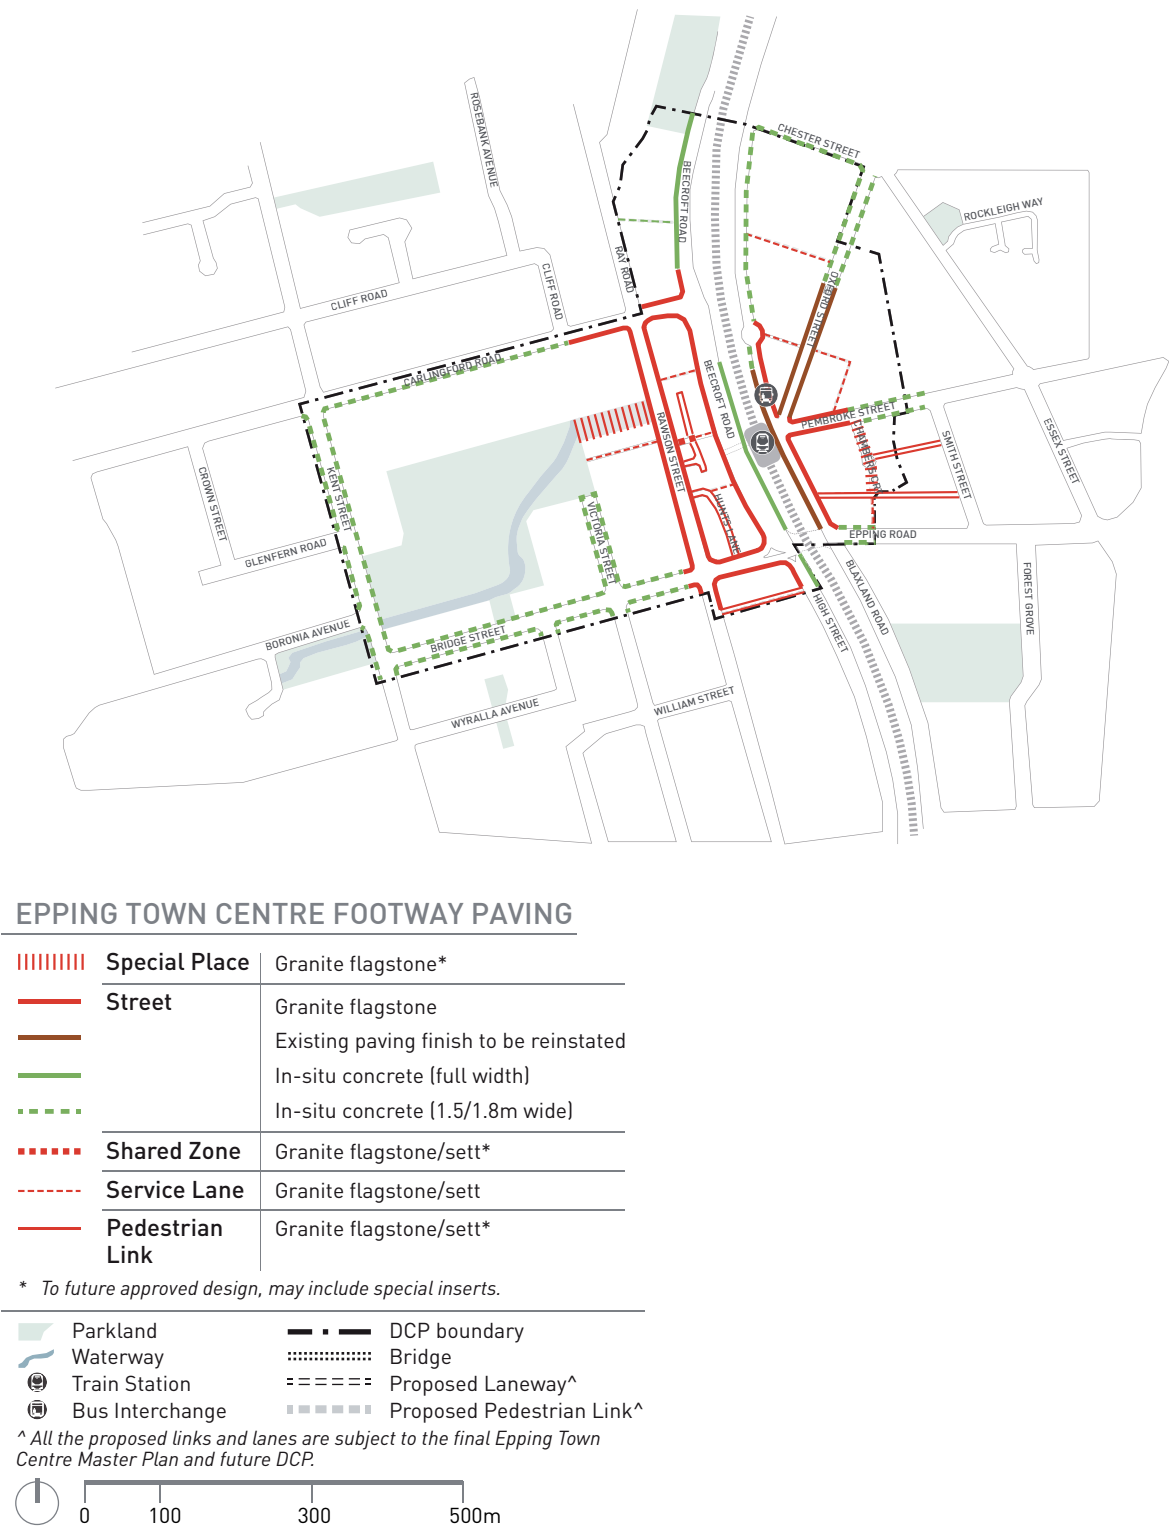 CHESTER STREET
ROSEBANK AVENUE
BEECROFT ROAD
ROCKLEIGH WAY
RAY ROAD
CLIFF ROAD
CLIFF ROAD
OXFORD STREET
CARLINGFORD ROAD
BEECROFT ROAD
PEMBROKE STREET
RAWSON STREET
SMITH STREET
ESSEX STREET
CROWN STREET
KENT STREET
VICTORIA STREET
HUNTS LANE
GLENFERN ROAD
EPPING ROAD
BLAXLAND ROAD
FOREST GROVE
HIGH STREET
BORONIA AVENUE
BRIDGE STREET
WYRALLA AVENUE
WILLIAM STREET
EPPING TOWN CENTRE FOOTWAY PAVING
Special Place Granite flagstone*
Street Granite flagstone
Existing paving finish to be reinstated
In-situ concrete (full width)
In-situ concrete (1.5/1.8m wide)
Shared Zone Granite flagstone/sett*
Service Lane Granite flagstone/sett
Pedestrian Granite flagstone/sett*
Link
* To future approved design, may include special inserts.
Parkland DCP boundary
Waterway Bridge
Train Station Proposed Laneway^
Bus Interchange Proposed Pedestrian Link^
^ All the proposed links and lanes are subject to the final Epping Town
Centre Master Plan and future DCP.
0 100 300 500m